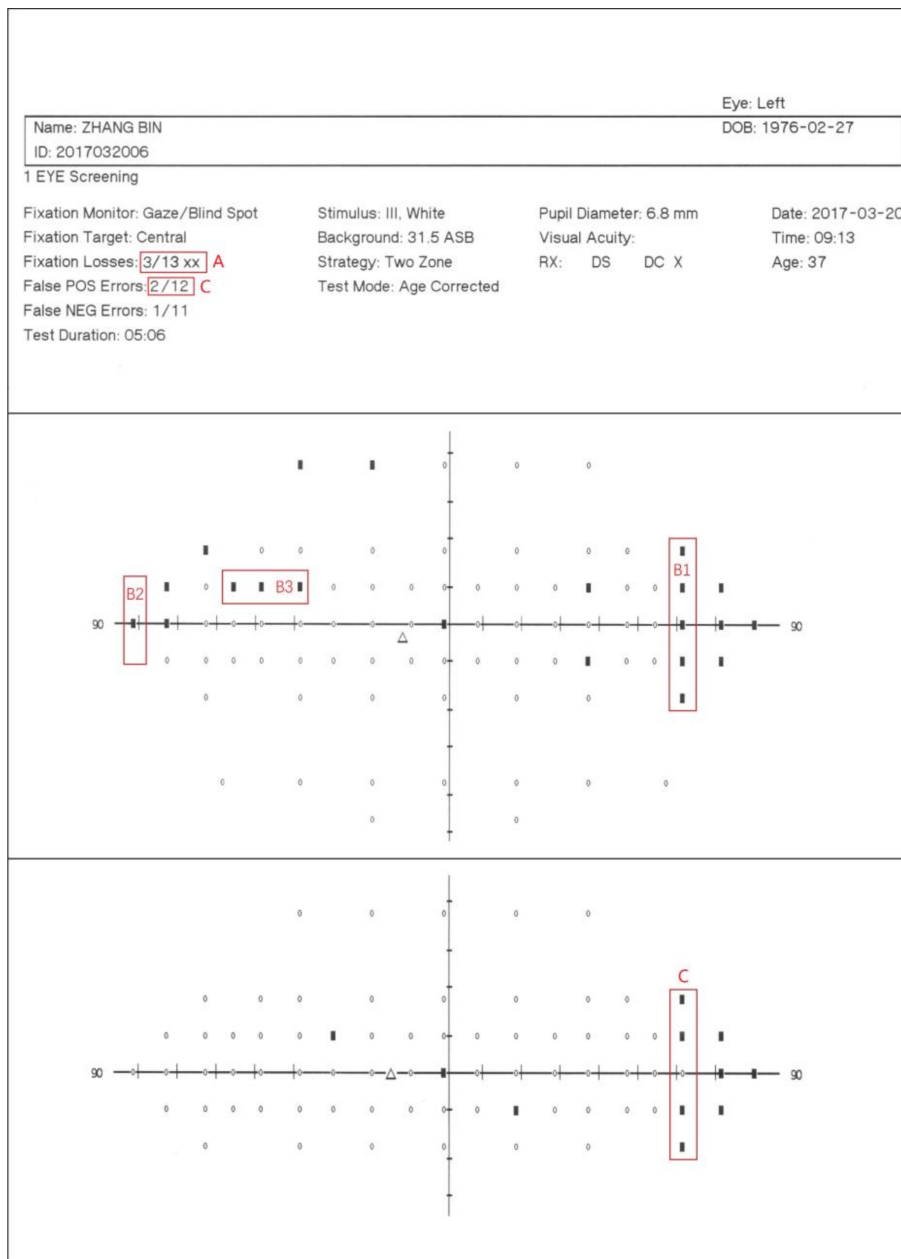 Eye: Left
Name: ZHANG BIN DOB: 1976-02-27
ID: 2017032006
1 EYE Screening
Fixation Monitor: Gaze/Blind Spot Stimulus: III, White Pupil Diameter: 6.8 mm Date: 2017-03-20
Fixation Target: Central Background: 31.5 ASB Visual Acuity: Time: 09:13
Fixation Losses: 3/13 xx A Strategy: Two Zone RX: DS DC X Age: 37
False POS Errors: 2/12 C Test Mode: Age Corrected
False NEG Errors: 1/11
Test Duration: 05:06
B3 B1
B2
90 90
C
90 90